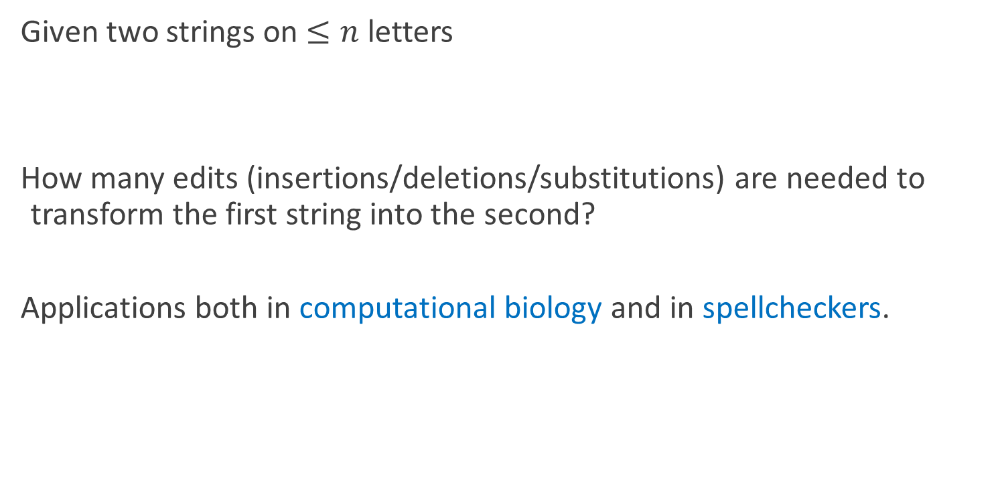 Given two strings on ≤ n letters
How many edits (insertions/deletions/substitutions) are needed to
transform the first string into the second?
Applications both in computational biology and in spellcheckers.